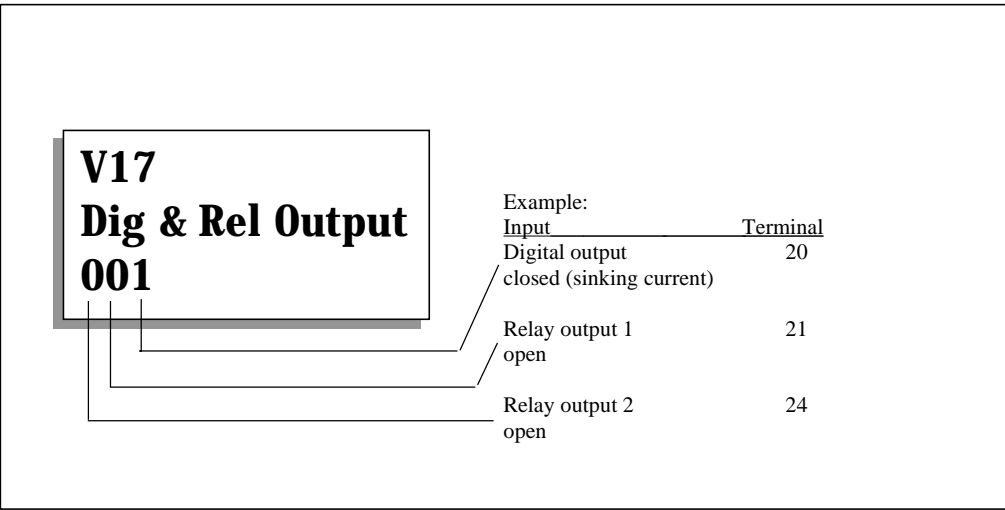 V17
Dig & Rel Output
001
Example:
Input Terminal
Digital output 20
closed (sinking current)
Relay output 1 21
open
Relay output 2 24
open